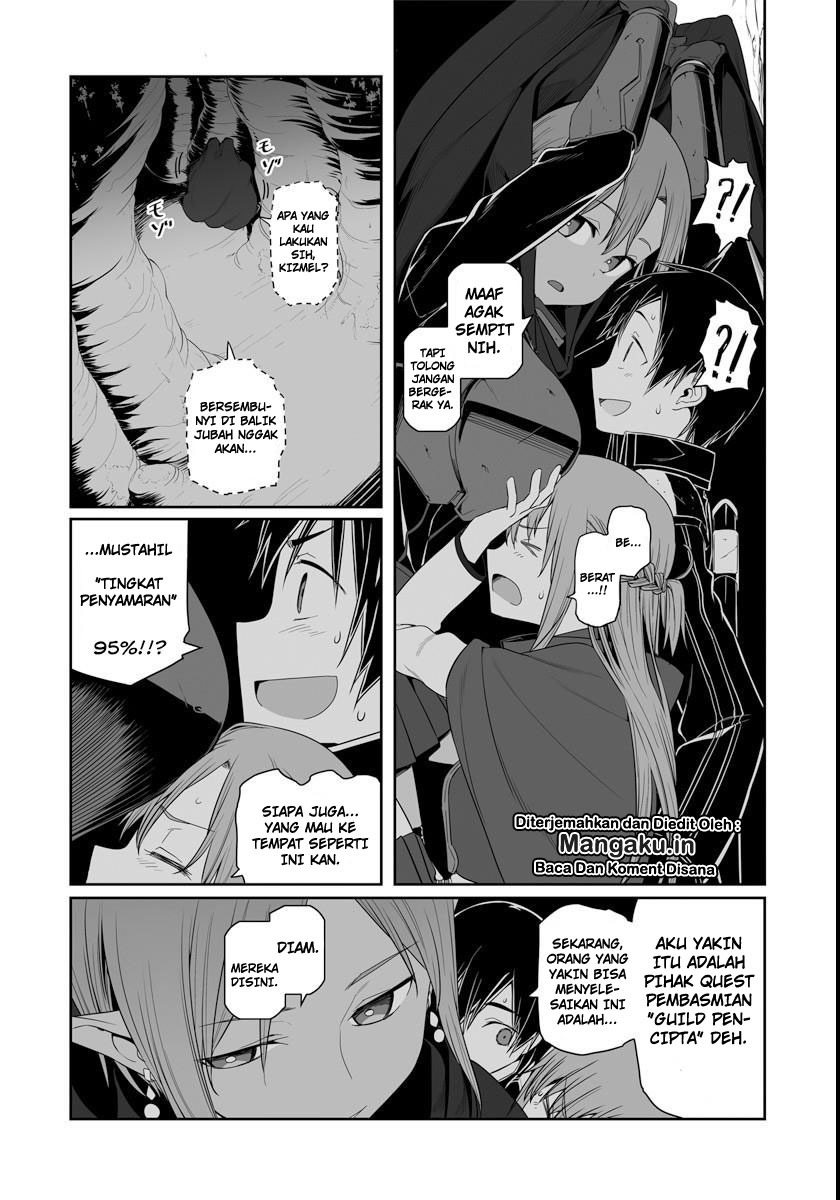 ?!
?!
MAAF
AGAK
SEMPIT
NIH.
TAPI
TOLONG
JANGAN
BERGE-
RAK YA.
BE...
BERAT
...!!
モゾ
モゾ
APA YANG
KAU
LAKUKAN
SIH,
KIZMEL?
BERSEMBU-
NYI DI BALIK
JUBAH NGGAK
AKAN...
...MUSTAHIL
"TINGKAT
PENYAMARAN"
95%!!?
SIAPA JUGA...
YANG MAU KE
TEMPAT SEPERTI
INI KAN.
Diterjemahkan dan Diedit Oleh :
Mangaku.in
Baca Dan Koment Disana
AKU YAKIN
ITU ADALAH
PIHAK QUEST
PEMBASMIAN
"GUILD PEN-
CIPTA" DEH.
SEKARANG,
ORANG YANG
YAKIN BISA
MENYELE-
SAIKAN INI
ADALAH...
DIAM.
MEREKA
DISINI.